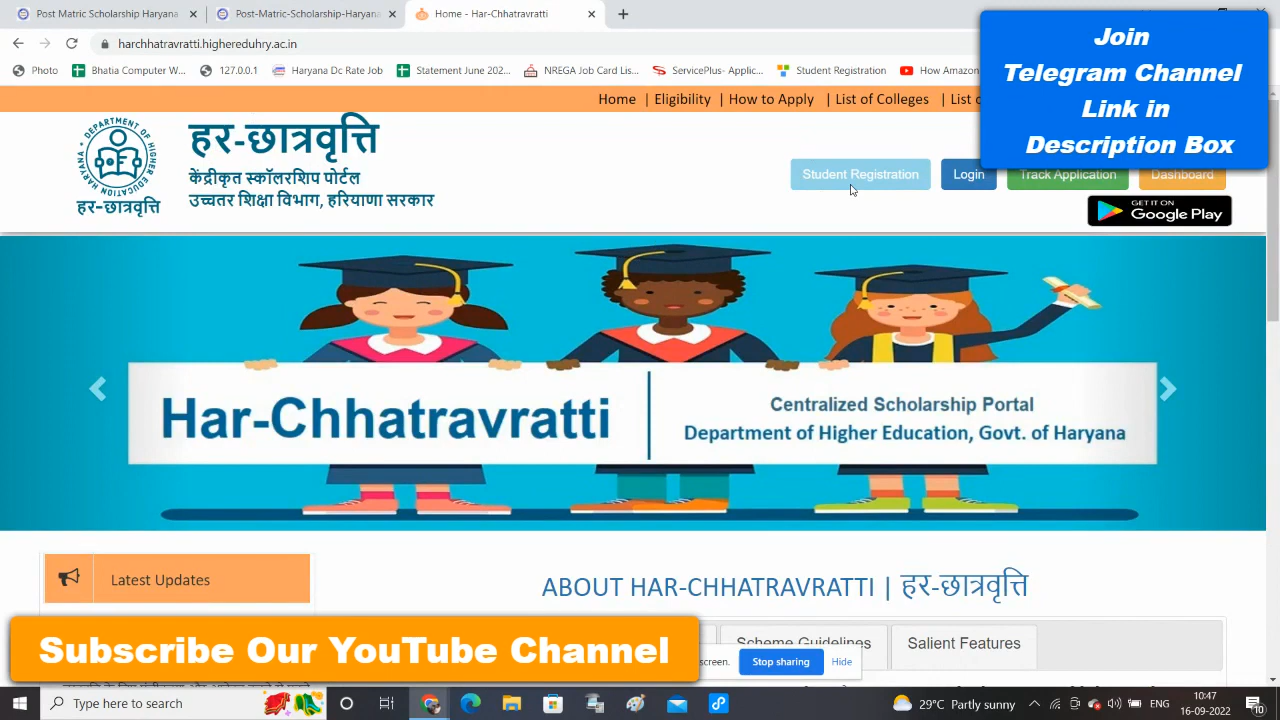 Post Matric Scholarship Haryana
Post-Matric-Scholarship-Haryana
Home - Har-Chhatravratti
harchhatravratti.highereduhry.ac.in
Photo
Bhatia Computer W...
127.0.0.1
Haryana Dc Rate Job
Statement June 202...
NREGA Job Card Lis...
ServicePlus- Applic...
Student Registration
How Amazon
Join
Telegram Channel
Link in
Description Box
Home | Eligibility | How to Apply | List of Colleges | List
DEPARTMENT OF HIGHER EDUCATION, HARYANA
हर-छात्रवृत्ति
हर-छात्रवृत्ति
केंद्रीकृत स्कॉलरशिप पोर्टल
उच्चतर शिक्षा विभाग, हरियाणा सरकार
Student Registration
Login
Track Application
Dashboard
GET IT ON
Google Play
Har-Chhatravratti
Centralized Scholarship Portal
Department of Higher Education, Govt. of Haryana
Latest Updates
ABOUT HAR-CHHATRAVRATTI | हर-छात्रवृत्ति
Scheme Guidelines
Salient Features
Subscribe Our YouTube Channel
screen.
Stop sharing
Hide
Type here to search
29°C Partly sunny
ENG
10:47
16-09-2022
10